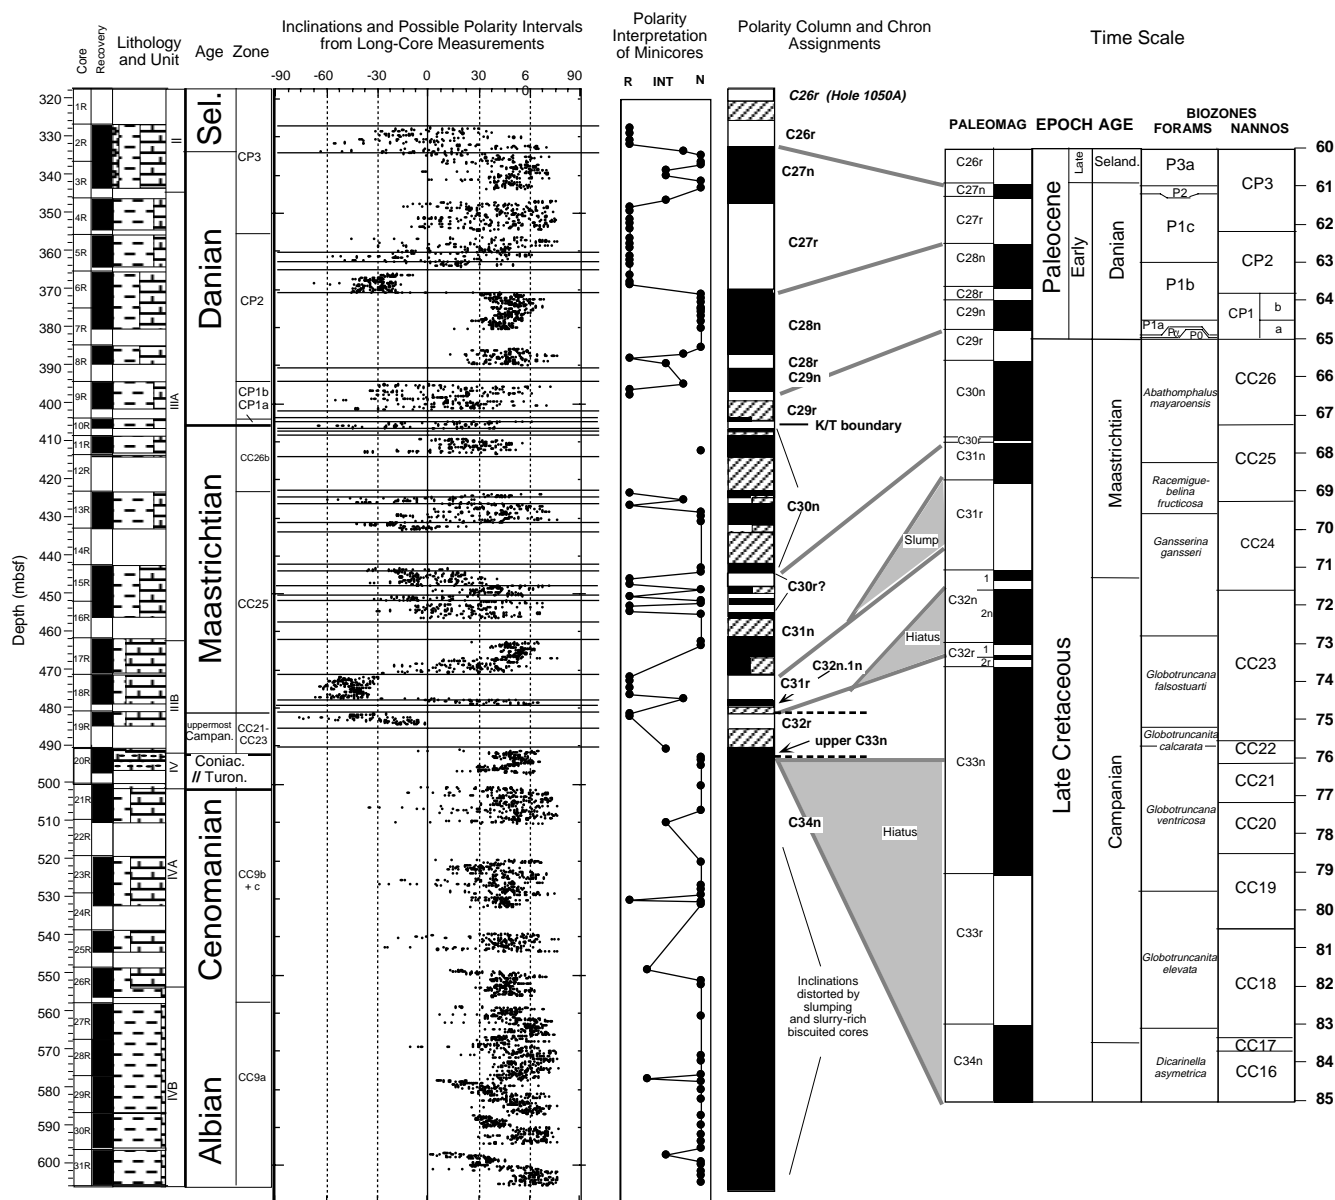 Inclinations and Possible Polarity Intervals
from Long-Core Measurements
Polarity
Interpretation
of Minicores
Polarity Column and Chron
Assignments
Time Scale
Core
Recovery
Lithology
and Unit
Age
Zone
-90
-60
-30
0
30
60
90
0
R
INT
N
PALEOMAG
EPOCH
AGE
BIOZONES
FORAMS
NANNOS
Depth (mbsf)
320
330
340
350
360
370
380
390
400
410
420
430
440
450
460
470
480
490
500
510
520
530
540
550
560
570
580
590
600
1R
2R
3R
4R
5R
6R
7R
8R
9R
10R
11R
12R
13R
14R
15R
16R
17R
18R
19R
20R
21R
22R
23R
24R
25R
26R
27R
28R
29R
30R
31R
II
IIIA
IIIB
IV
IVA
IVB
Sel.
Danian
Maastrichtian
uppermost
Campan.
Coniac.
// Turon.
Cenomanian
Albian
CP3
CP2
CP1b
CP1a
CC26b
CC25
CC21-
CC23
CC9b
+ c
CC9a
C26r (Hole 1050A)
C26r
C27n
C27r
C28n
C28r
C29n
C29r
K/T boundary
C30n
C30r?
C31n
C32n.1n
C31r
C32r
upper C33n
C34n
Inclinations
distorted by
slumping
and slurry-rich
biscuited cores
Slump
Hiatus
Hiatus
C26r
C27n
C27r
C28n
C28r
C29n
C29r
C30n
C30r
C31n
C31r
1
C32n
2n
C32r
1
2r
C33n
C33r
C34n
Paleocene
Late
Early
Late Cretaceous
Seland.
Danian
Maastrichtian
Campanian
P3a
P2
P1c
P1b
P1a
Pα
P0
Abathomphalus
mayaroensis
Racemigue-
belina
fructicosa
Gansserina
gansseri
Globotruncana
falsostuarti
Globotruncanita
calcarata
Globotruncana
ventricosa
Globotruncanita
elevata
Dicarinella
asymetrica
CP3
CP2
CP1
b
a
CC26
CC25
CC24
CC23
CC22
CC21
CC20
CC19
CC18
CC17
CC16
60
61
62
63
64
65
66
67
68
69
70
71
72
73
74
75
76
77
78
79
80
81
82
83
84
85